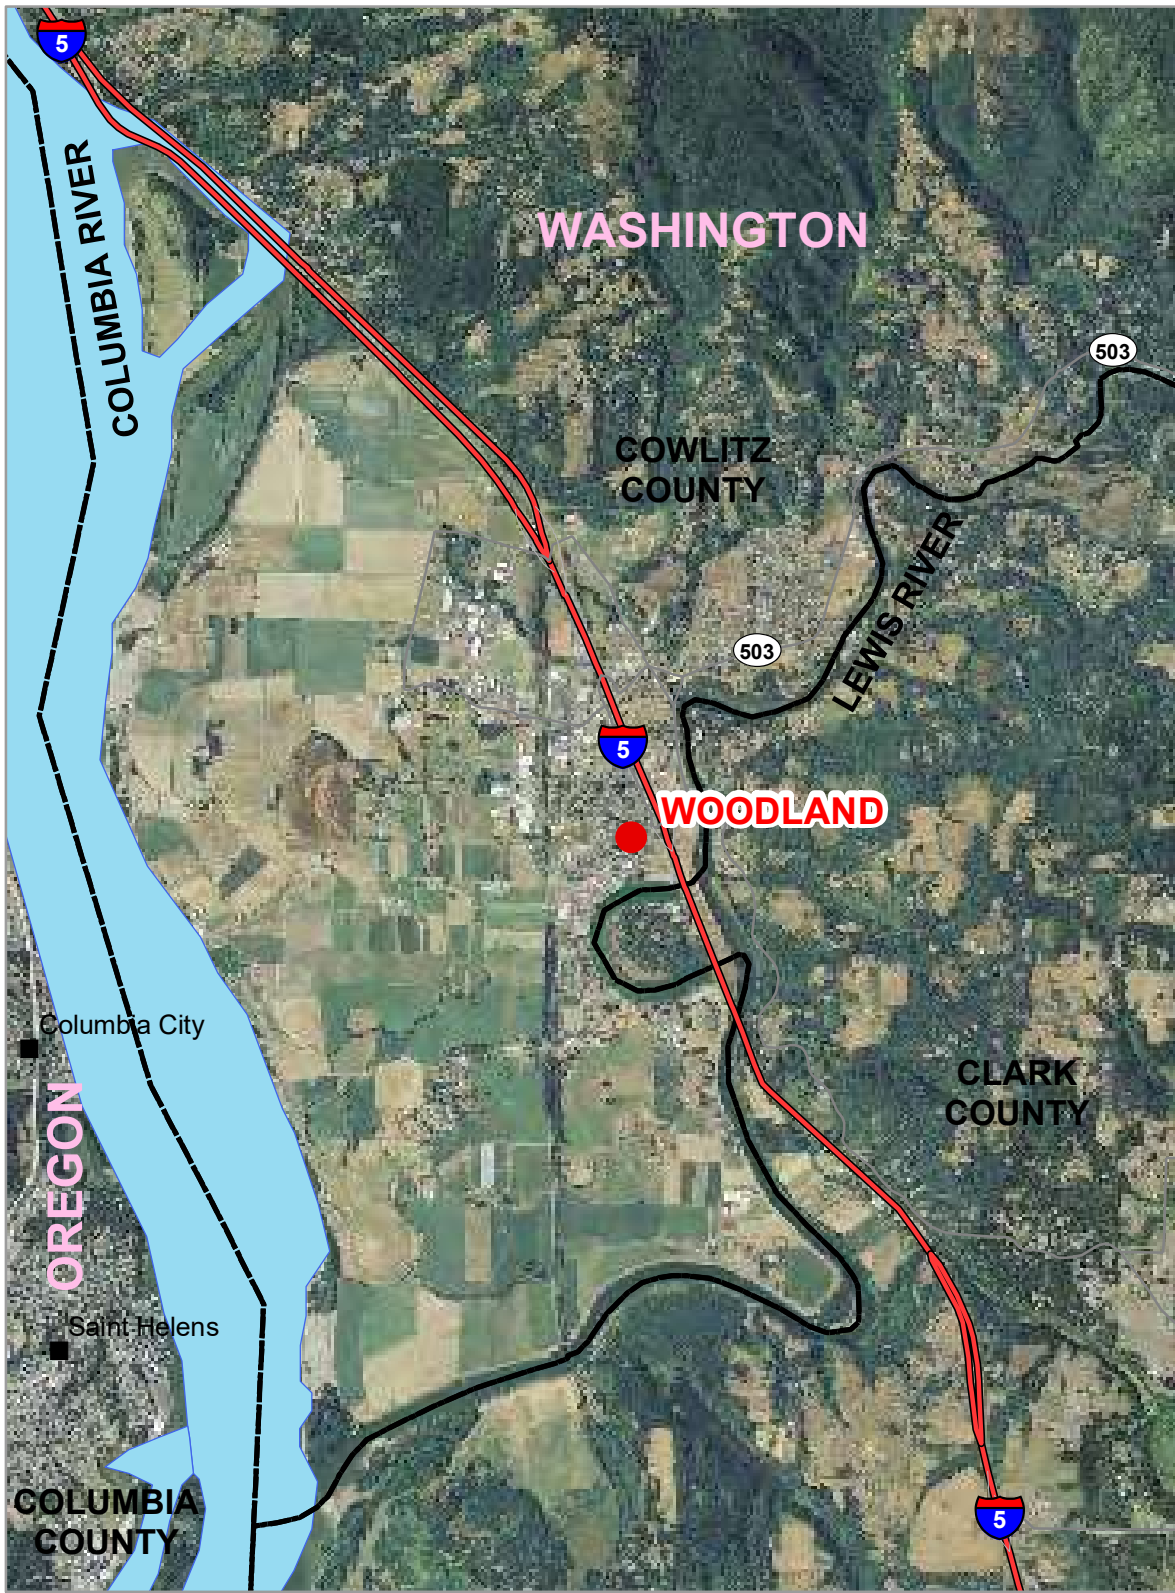 5
COLUMBIA RIVER
WASHINGTON
503
COWLITZ
COUNTY
LEWIS RIVER
503
5
WOODLAND
Columbia City
CLARK
COUNTY
OREGON
Saint Helens
COLUMBIA
COUNTY
5